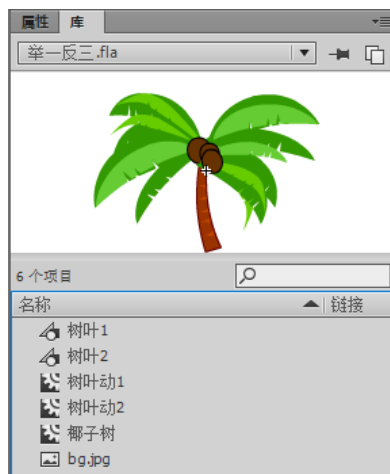 属性 库
举一反三.fla
6 个项目
名称 链接
树叶1
树叶2
树叶动1
树叶动2
椰子树
bg.jpg